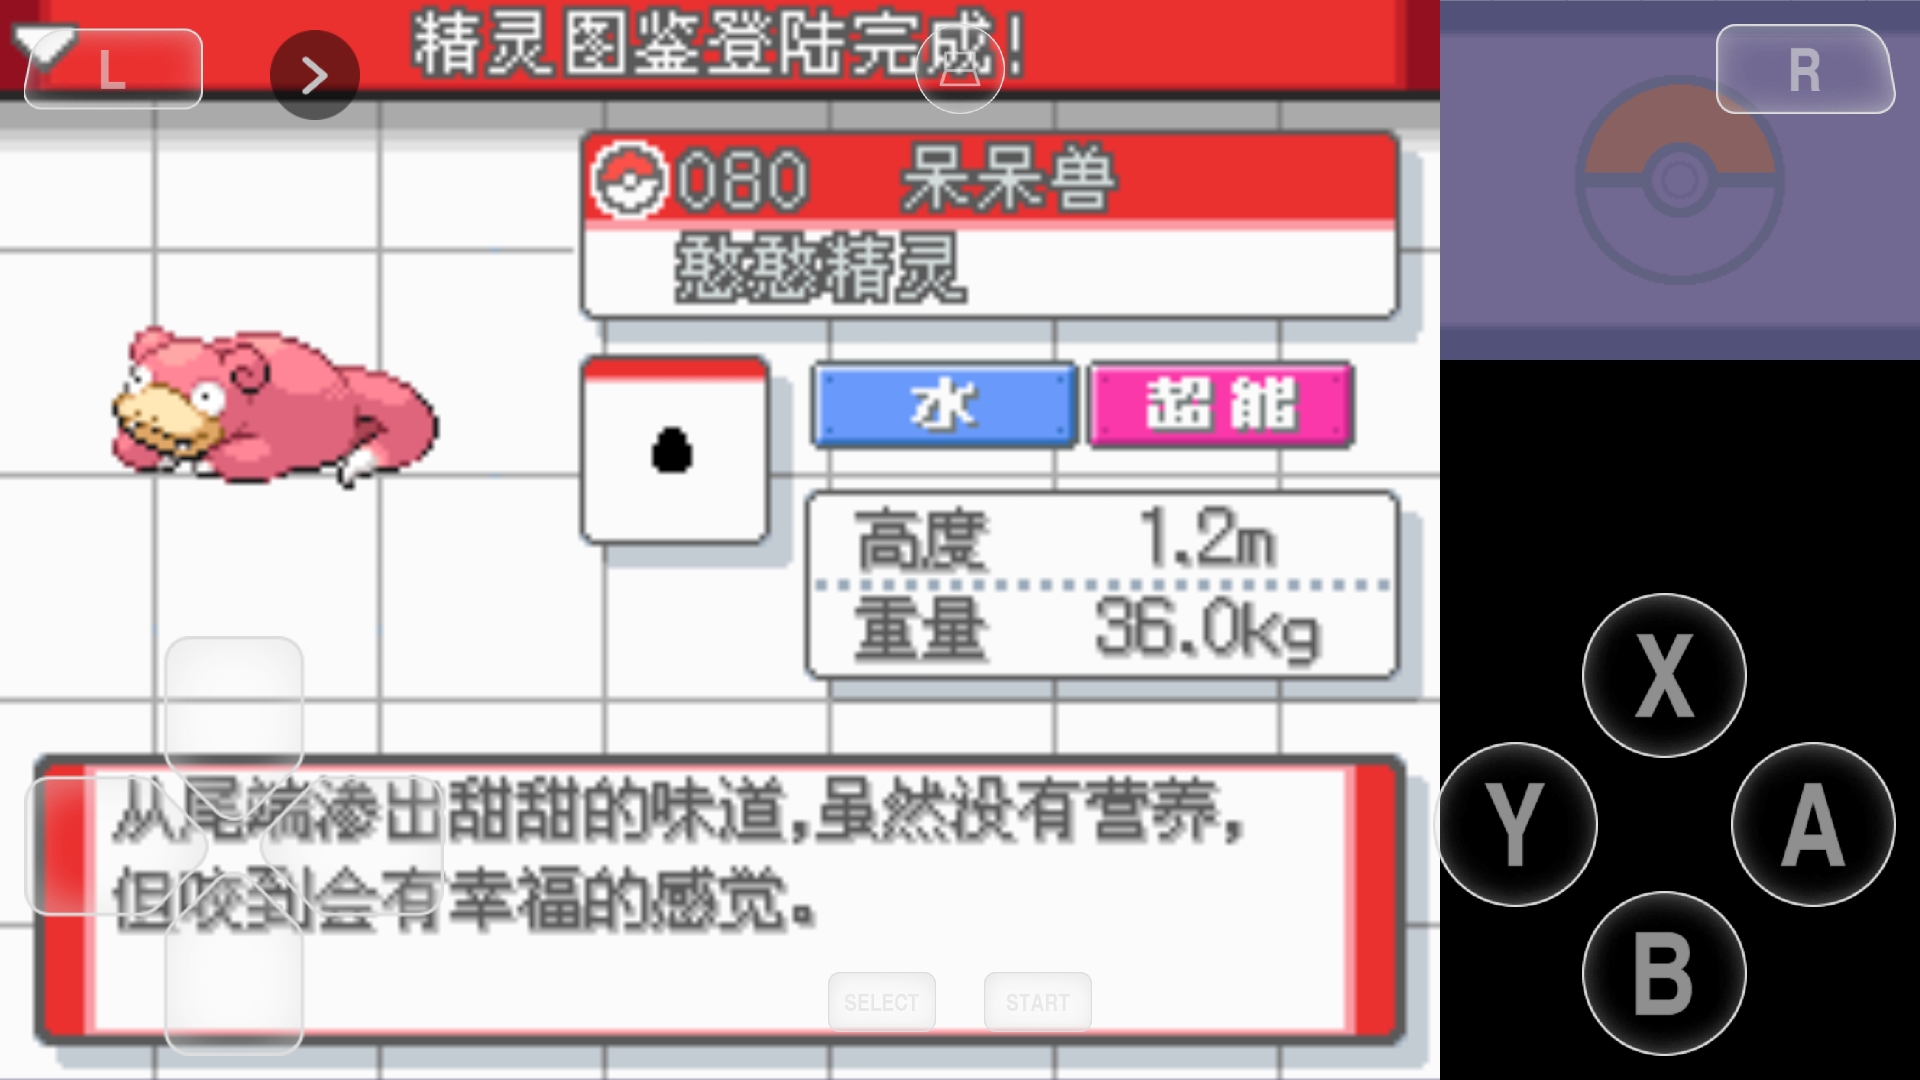 精灵图鉴登陆完成!
L
R
080 呆呆兽
憨憨精灵
水 超能
高度 1.2m
重量 36.0kg
X
Y
A
B
从尾端渗出甜甜的味道,虽然没有营养,
但咬到会有幸福的感觉。
SELECT START